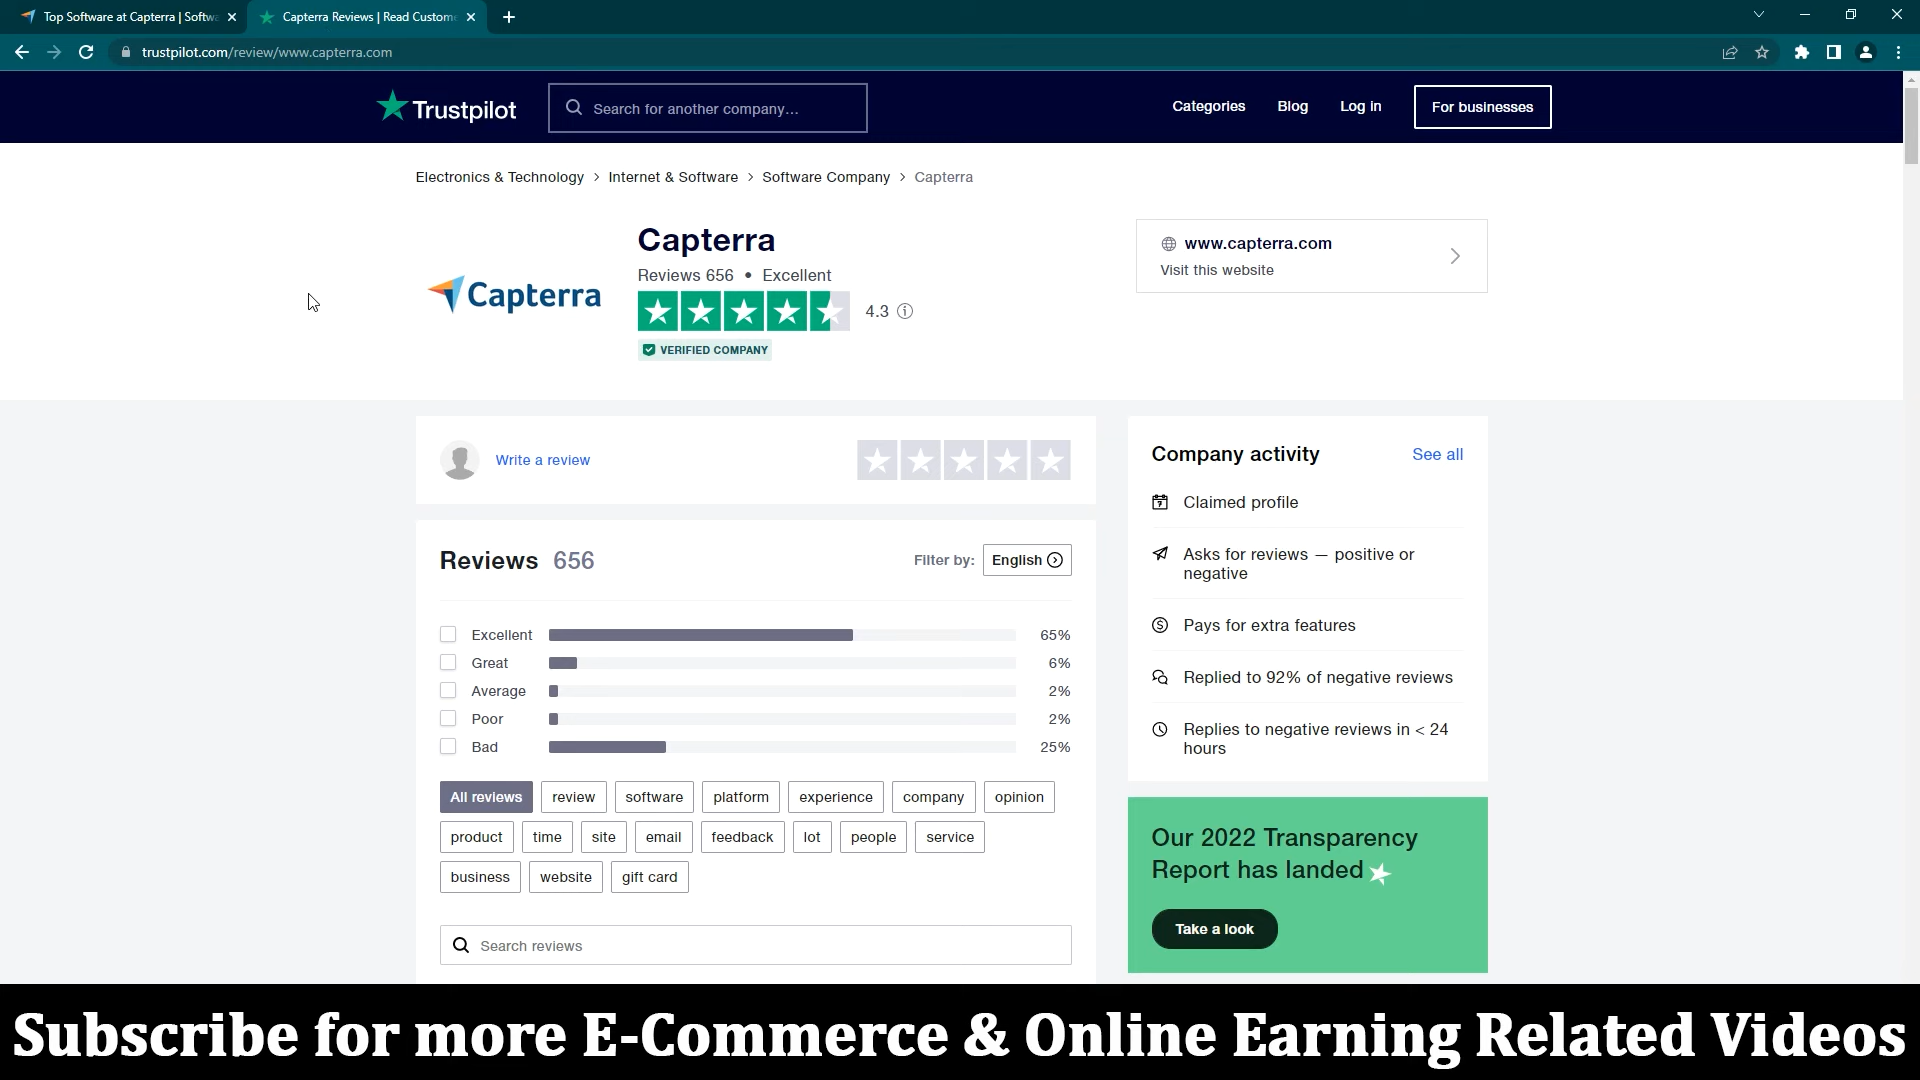 Top Software at Capterra | Softwa
Capterra Reviews | Read Custome
trustpilot.com/review/www.capterra.com
Trustpilot
Search for another company...
Categories
Blog
Log in
For businesses
Electronics & Technology > Internet & Software > Software Company > Capterra
Capterra
Capterra
Reviews 656 • Excellent
4.3
VERIFIED COMPANY
www.capterra.com
Visit this website
Write a review
Reviews 656
Filter by: English
Excellent 65%
Great 6%
Average 2%
Poor 2%
Bad 25%
All reviews review software platform experience company opinion
product time site email feedback lot people service
business website gift card
Search reviews
Company activity See all
Claimed profile
Asks for reviews — positive or
negative
Pays for extra features
Replied to 92% of negative reviews
Replies to negative reviews in < 24
hours
Our 2022 Transparency
Report has landed
Take a look
Subscribe for more E-Commerce & Online Earning Related Videos